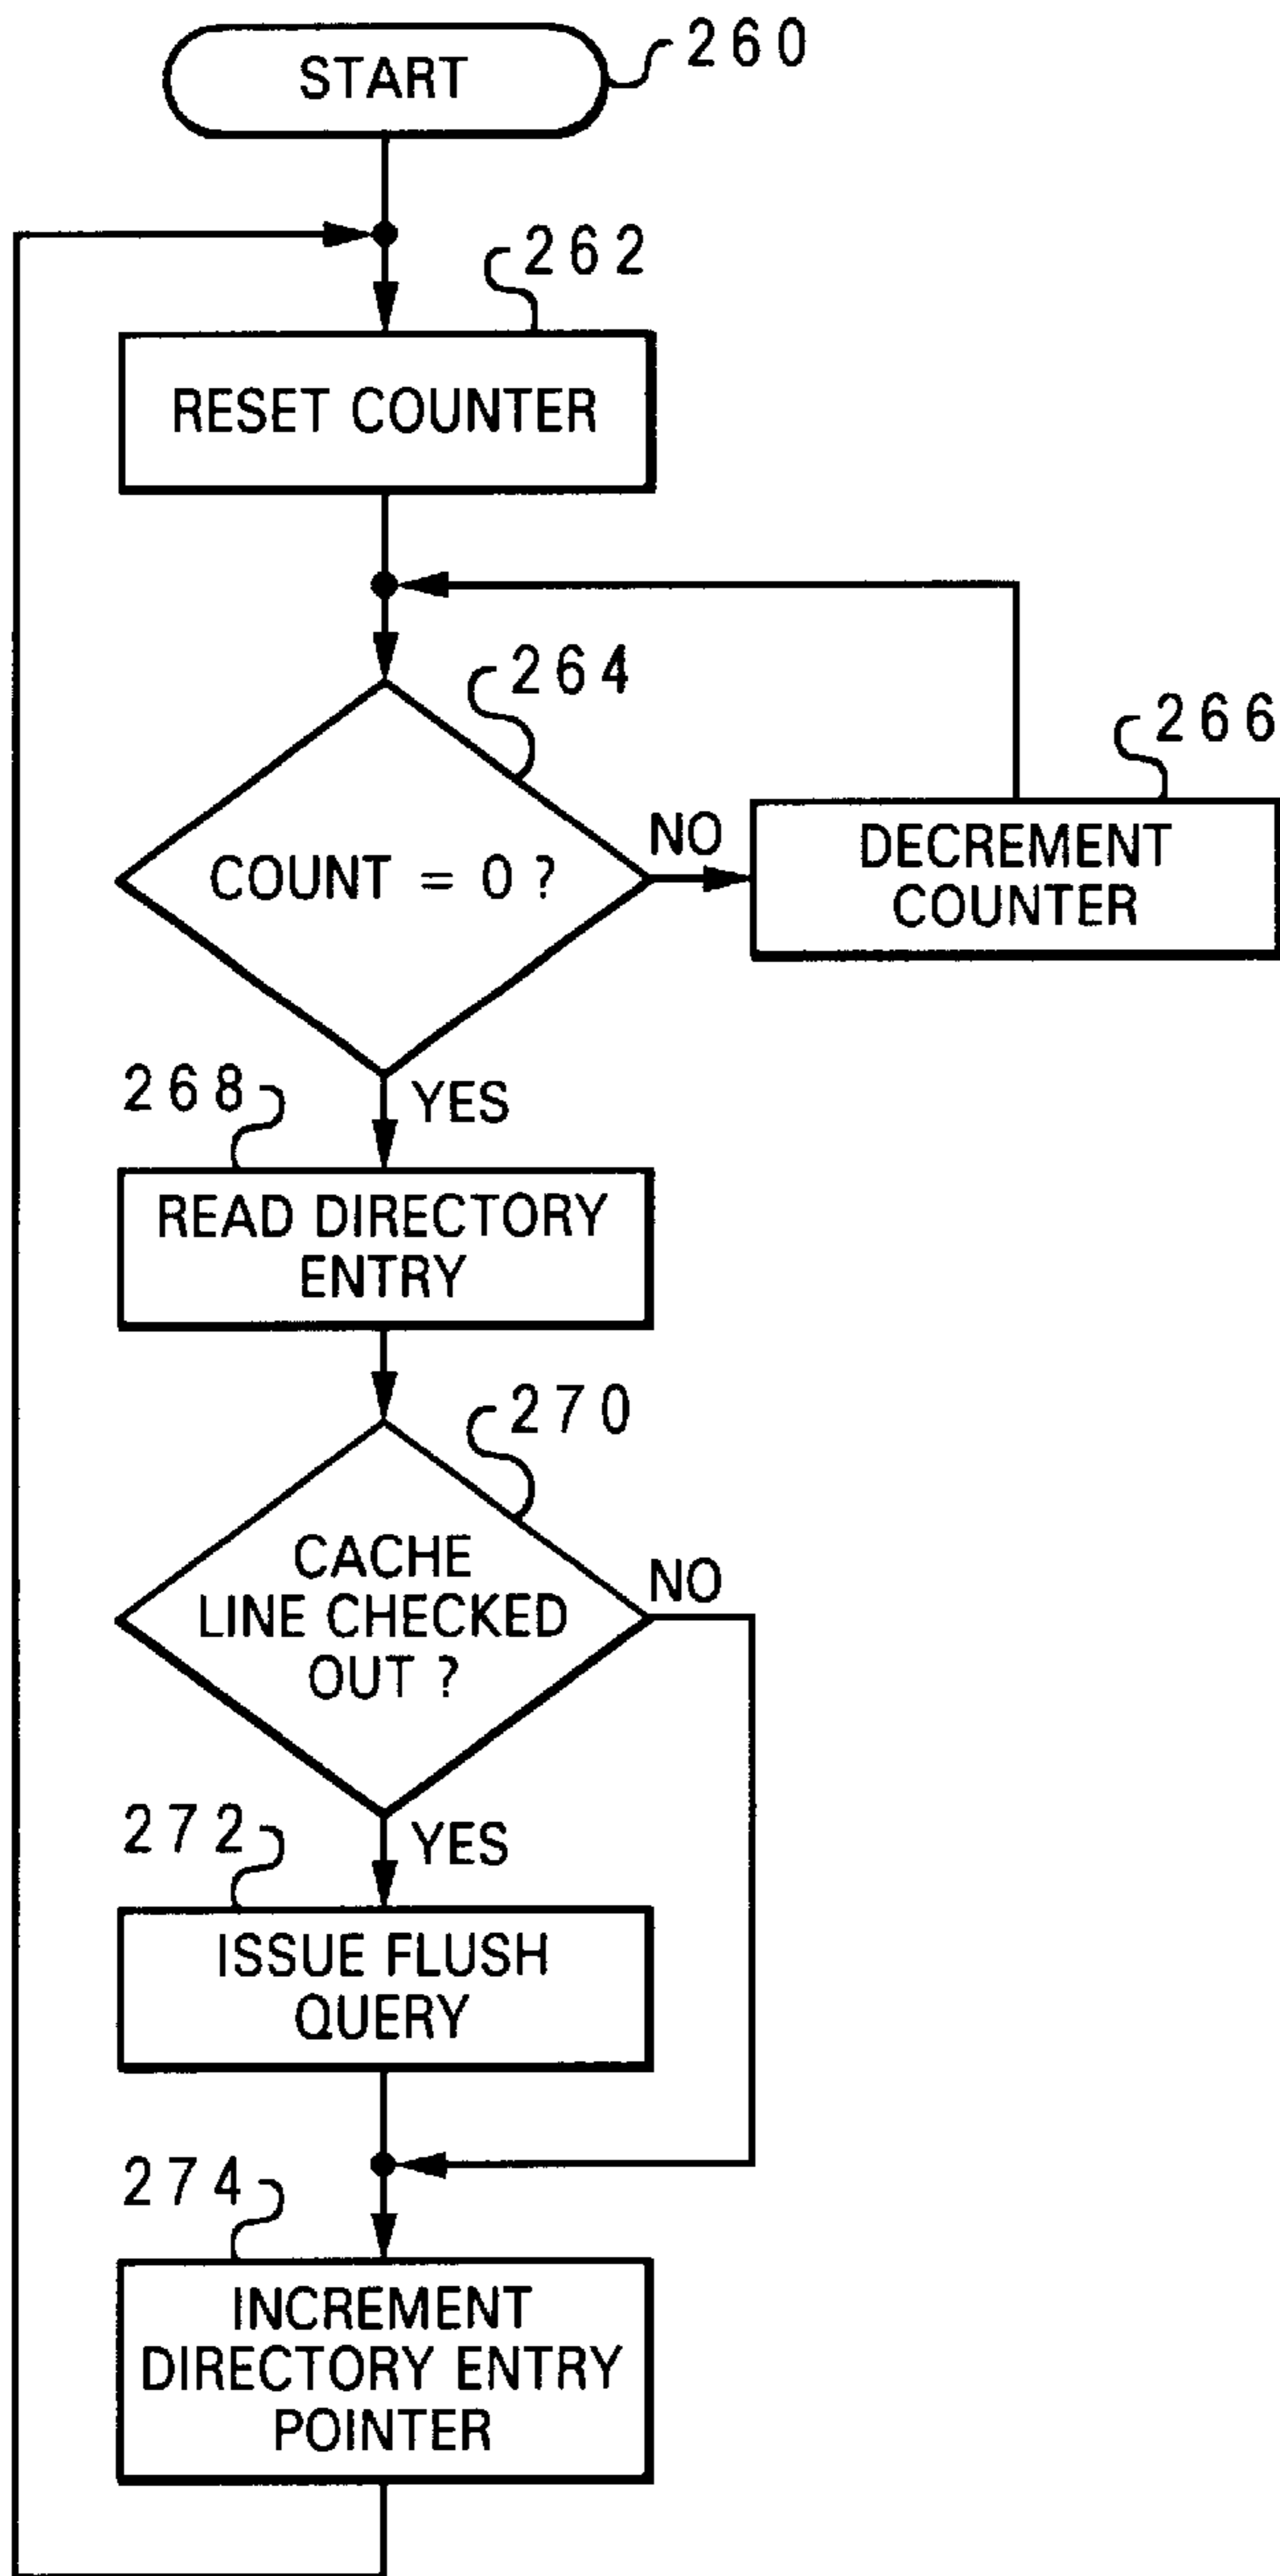 START
260
262
RESET COUNTER
264
266
COUNT = 0 ?
NO
DECREMENT
COUNTER
YES
268
READ DIRECTORY
ENTRY
270
CACHE
LINE CHECKED
OUT ?
NO
YES
272
ISSUE FLUSH
QUERY
274
INCREMENT
DIRECTORY ENTRY
POINTER